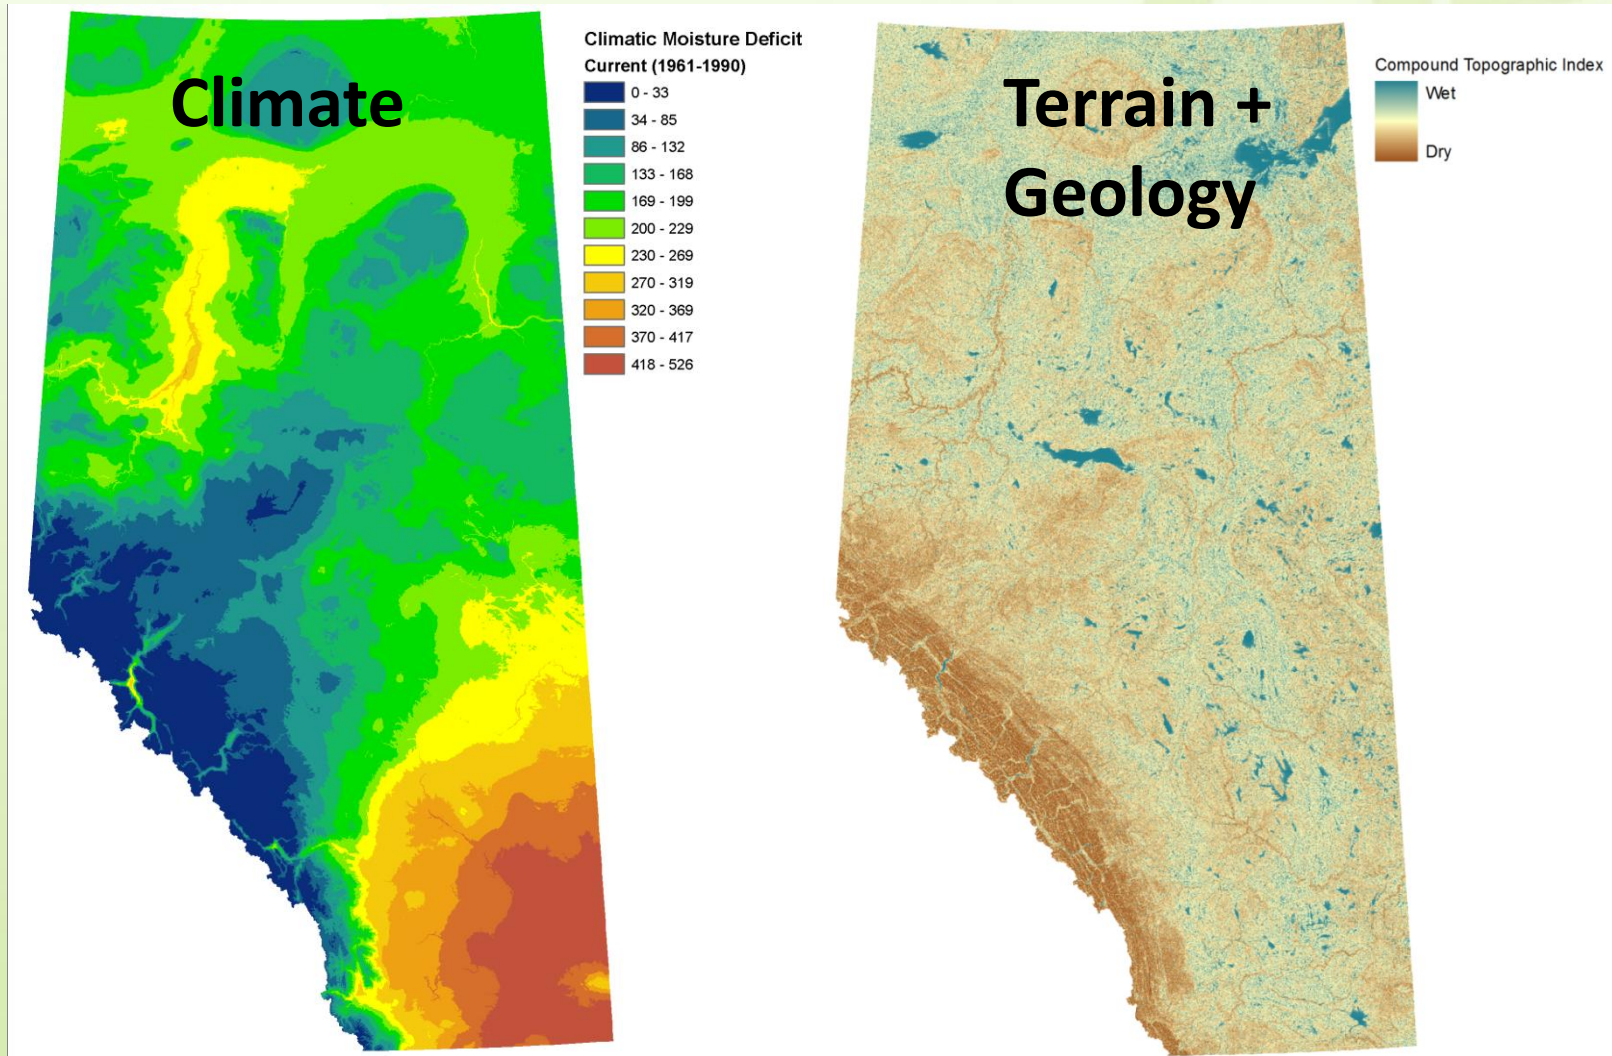 Climate
Climatic Moisture Deficit
Current (1961-1990)
0 - 33
34 - 85
86 - 132
133 - 168
169 - 199
200 - 229
230 - 269
270 - 319
320 - 369
370 - 417
418 - 526
Terrain +
Geology
Compound Topographic Index
Wet
Dry